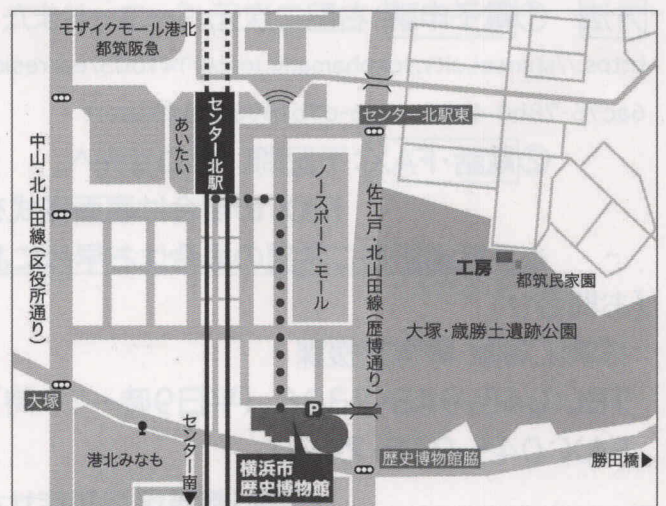 モザイクモール港北
都筑阪急
センター北駅
あいたい
センター北駅東
ノースポート・モール
中山・北山田線(区役所通り)
佐江戸・北山田線(歴博通り)
工房
都筑民家園
大塚・歳勝土遺跡公園
大塚
P
港北みなも
センター南▼
横浜市
歴史博物館
歴史博物館脇
勝田橋▶